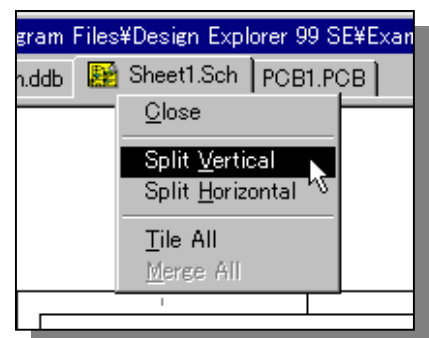 gram Files¥Design Explorer 99 SE¥Exam
n.ddb Sheet1.Sch PCB1.PCB
Close
Split Vertical
Split Horizontal
Tile All
Merge All